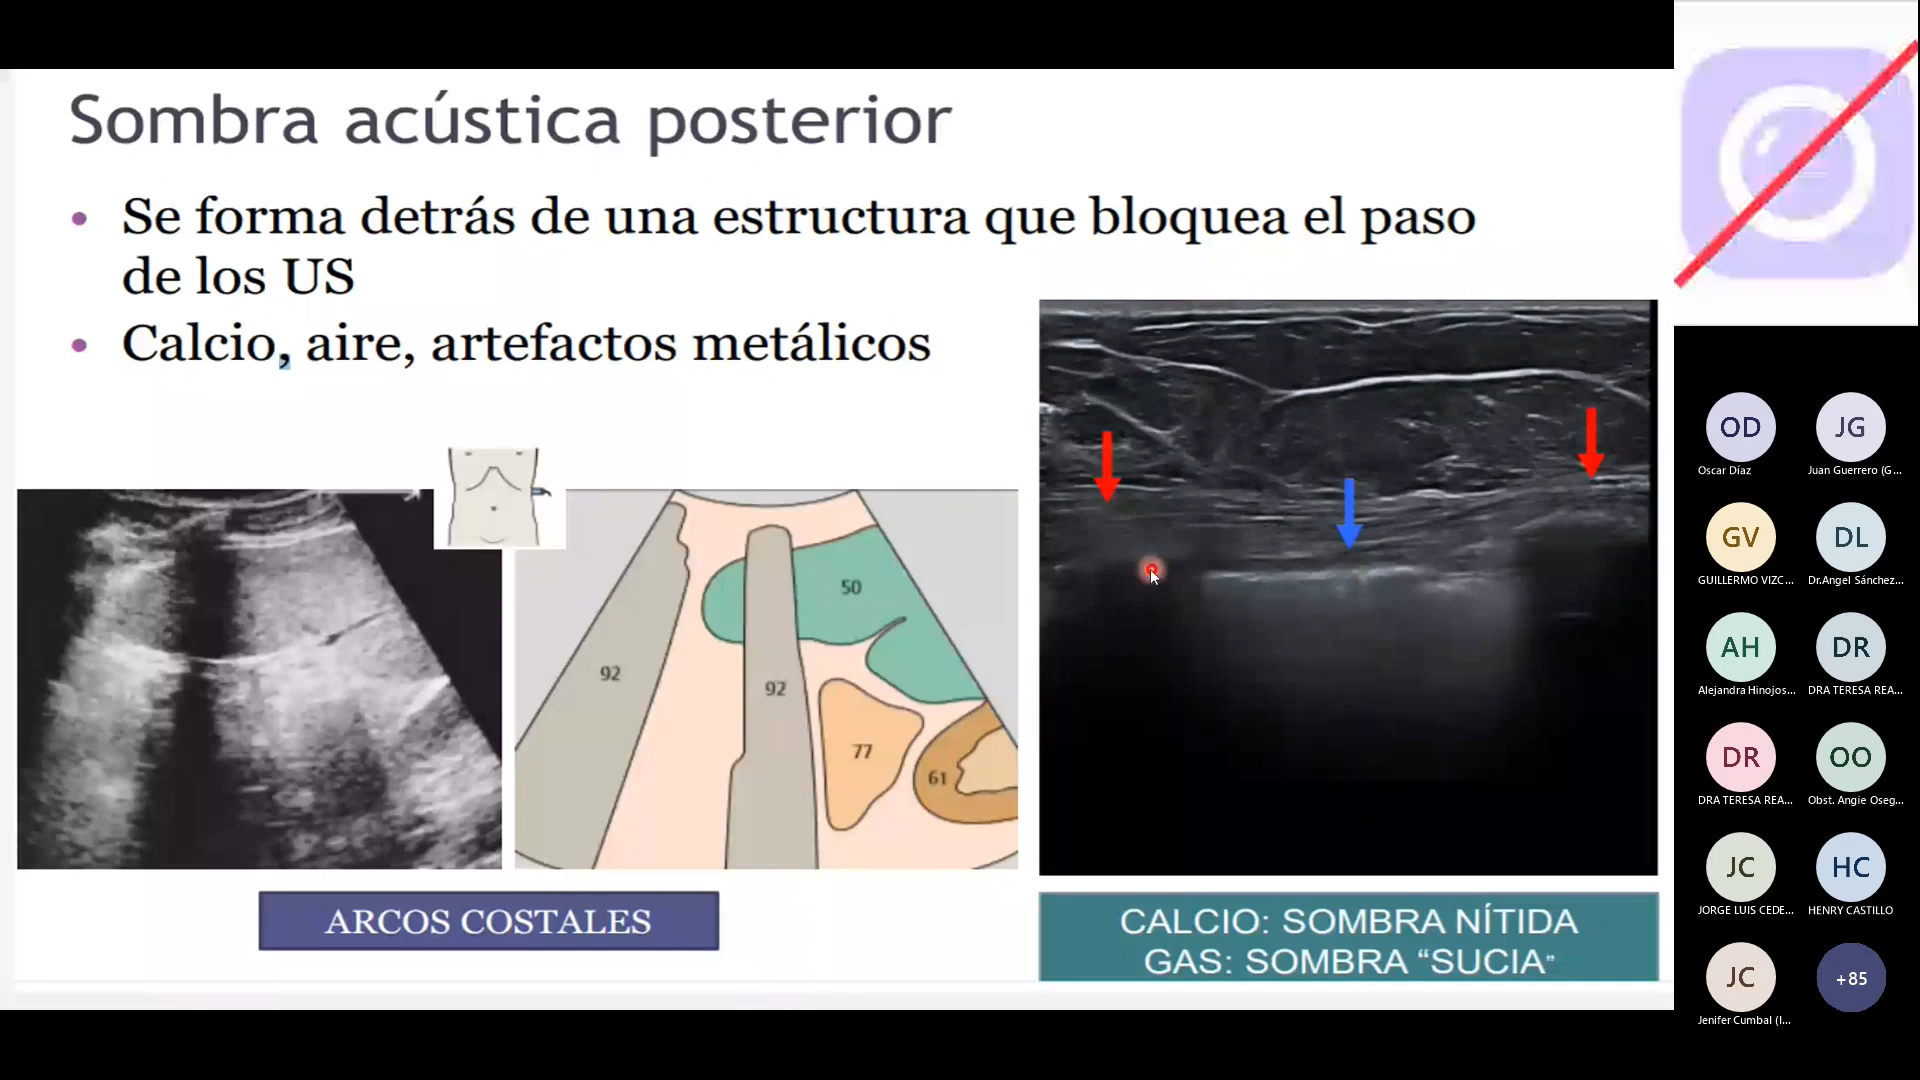 Sombra acústica posterior
• Se forma detrás de una estructura que bloquea el paso
de los US
• Calcio, aire, artefactos metálicos
50
92
92
77
61
ARCOS COSTALES
CALCIO: SOMBRA NÍTIDA
GAS: SOMBRA “SUCIA”
OD
Oscar Díaz
JG
Juan Guerrero (G...
GV
GUILLERMO VIZC...
DL
Dr.Angel Sánchez...
AH
Alejandra Hinojos...
DR
DRA TERESA REA...
DR
DRA TERESA REA...
OO
Obst. Angie Oseg...
JC
JORGE LUIS CEDE...
HC
HENRY CASTILLO
JC
Jenifer Cumbal (I...
+85